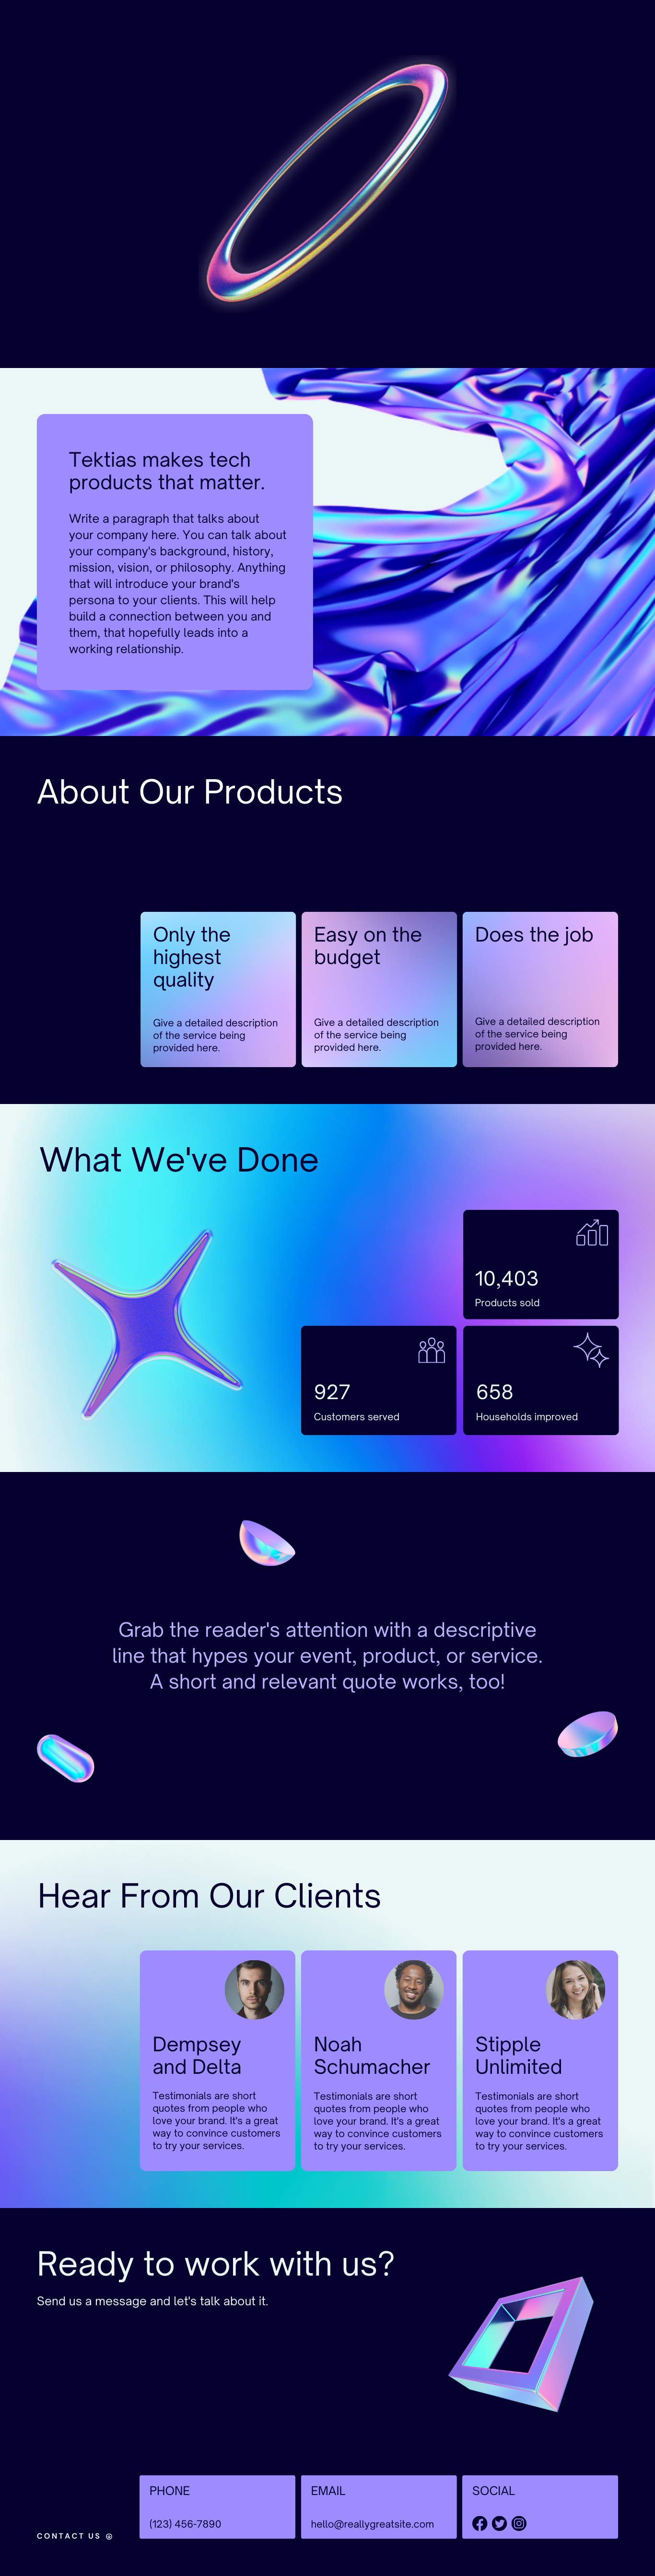 Tektias makes tech
products that matter.
Write a paragraph that talks about
your company here. You can talk about
your company's background, history,
mission, vision, or philosophy. Anything
that will introduce your brand's
persona to your clients. This will help
build a connection between you and
them, that hopefully leads into a
working relationship.
About Our Products
Only the
highest
quality
Give a detailed description
of the service being
provided here.
Easy on the
budget
Give a detailed description
of the service being
provided here.
Does the job
Give a detailed description
of the service being
provided here.
What We've Done
10,403
Products sold
927
Customers served
658
Households improved
Grab the reader's attention with a descriptive
line that hypes your event, product, or service.
A short and relevant quote works, too!
Hear From Our Clients
Dempsey
and Delta
Testimonials are short
quotes from people who
love your brand. It's a great
way to convince customers
to try your services.
Noah
Schumacher
Testimonials are short
quotes from people who
love your brand. It's a great
way to convince customers
to try your services.
Stipple
Unlimited
Testimonials are short
quotes from people who
love your brand. It's a great
way to convince customers
to try your services.
Ready to work with us?
Send us a message and let's talk about it.
CONTACT US
PHONE
(123) 456-7890
EMAIL
hello@reallygreatsite.com
SOCIAL